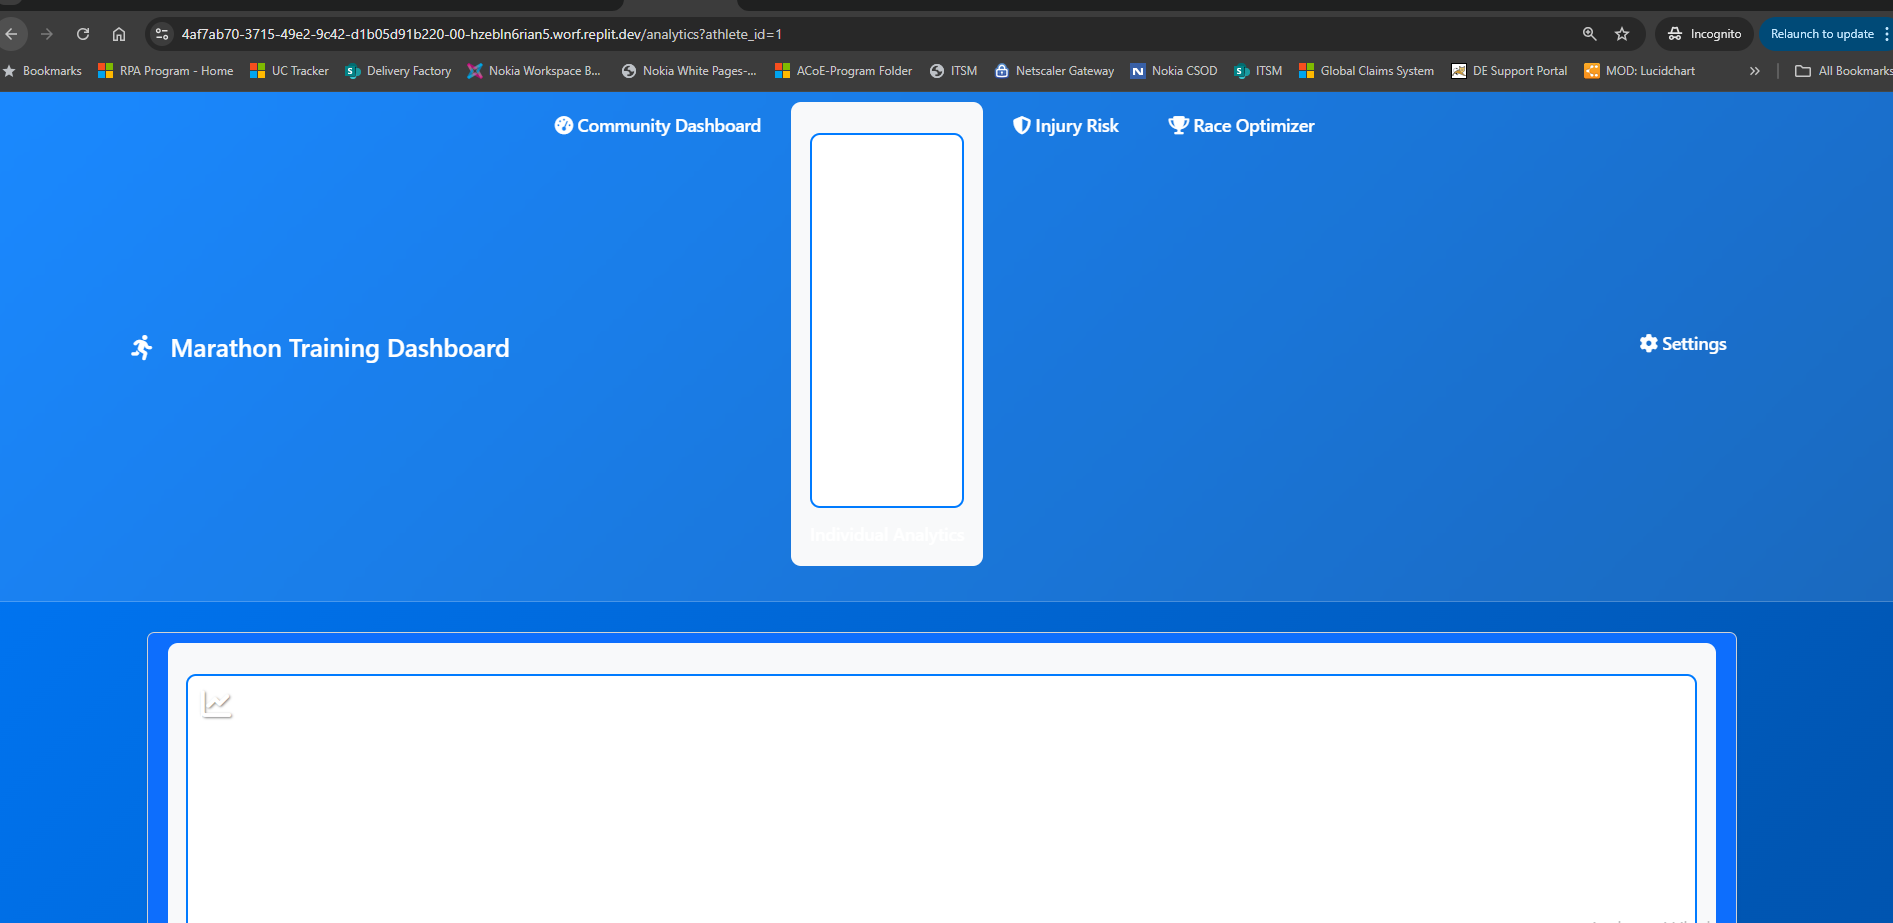 4af7ab70-3715-49e2-9c42-d1b05d91b220-00-hzebln6rian5.worf.replit.dev/analytics?athlete_id=1
Incognito
Relaunch to update
Bookmarks
RPA Program - Home
UC Tracker
Delivery Factory
Nokia Workspace B...
Nokia White Pages-...
ACoE-Program Folder
ITSM
Netscaler Gateway
Nokia CSOD
ITSM
Global Claims System
DE Support Portal
MOD: Lucidchart
All Bookmarks
Community Dashboard
Individual Analytics
Injury Risk
Race Optimizer
Marathon Training Dashboard
Settings